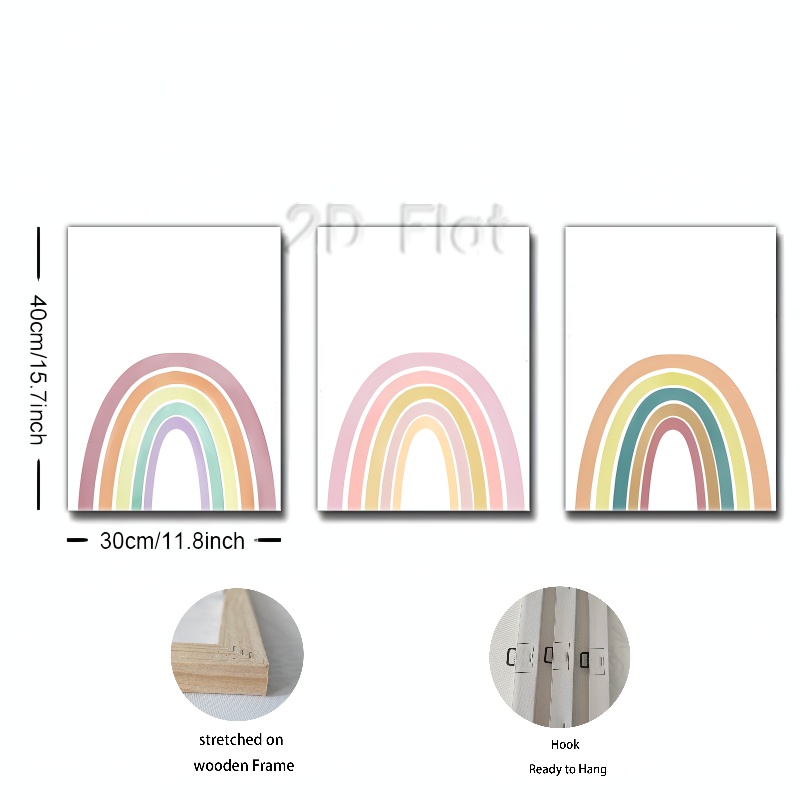 2D Flat
40cm/15.7inch
30cm/11.8inch
stretched on
wooden Frame
Hook
Ready to Hang